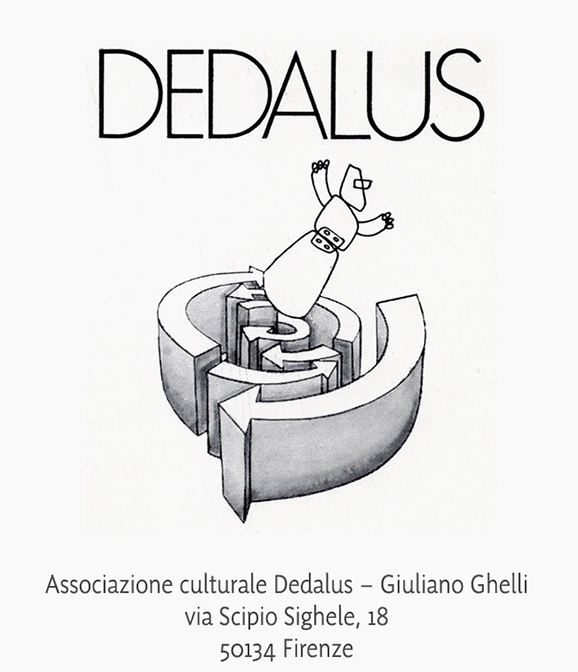 DEDALUS
Associazione culturale Dedalus – Giuliano Ghelli
via Scipio Sighele, 18
50134 Firenze